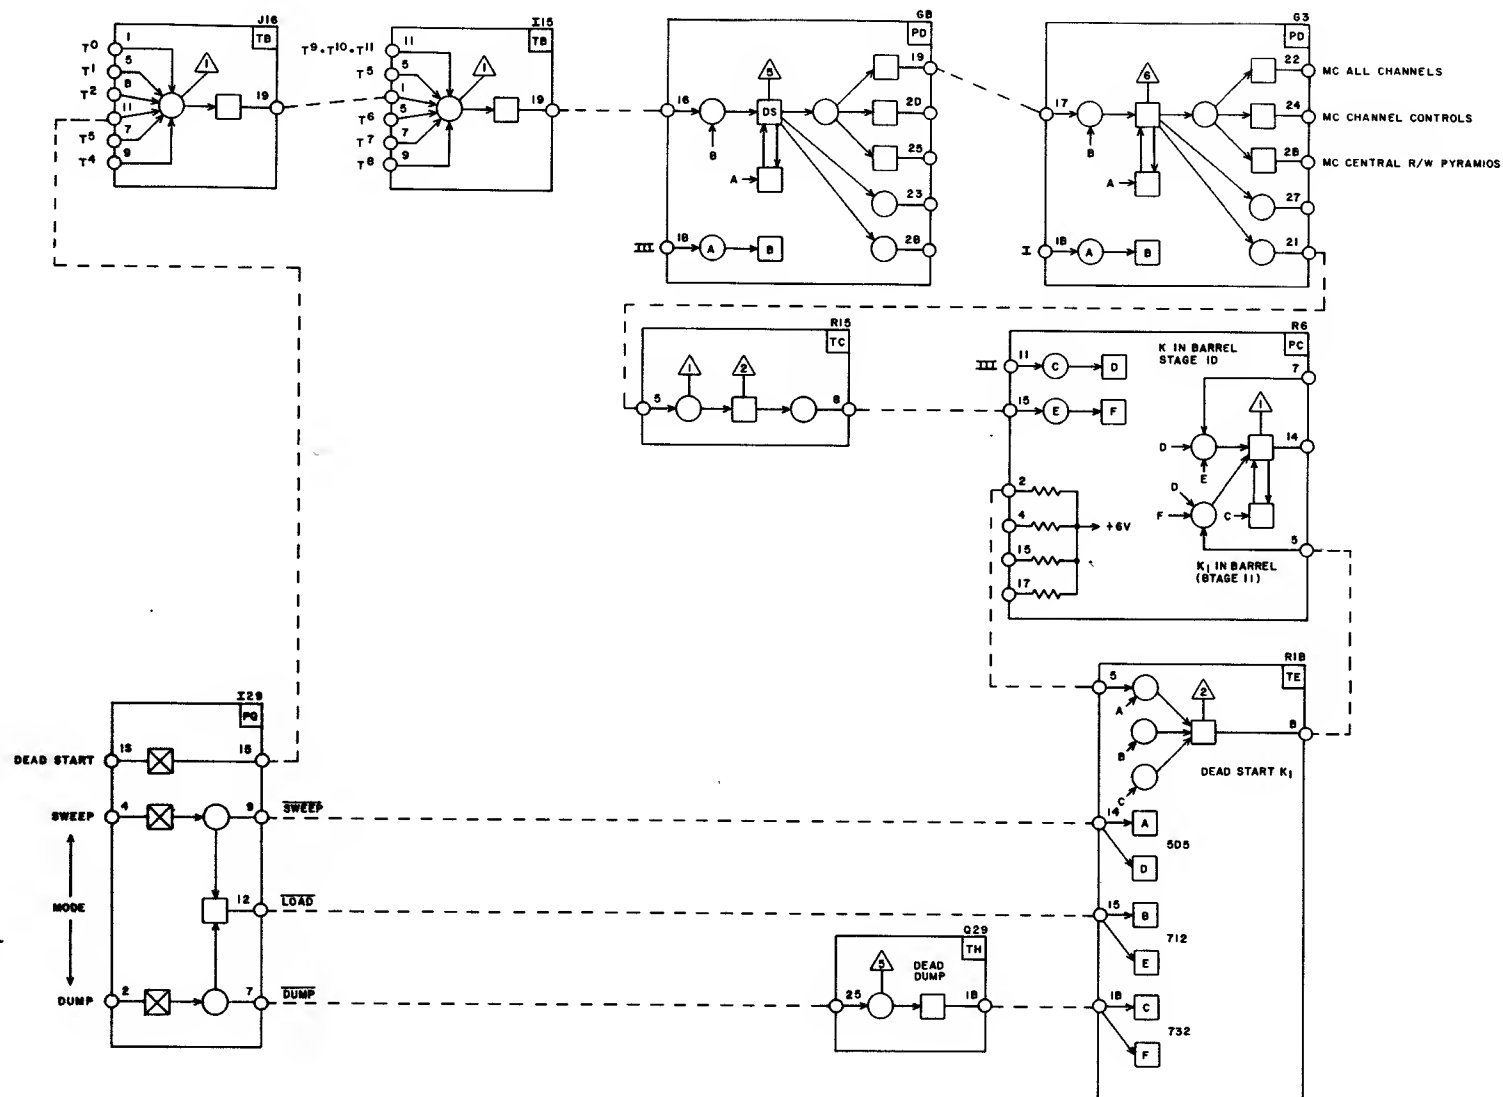 J16
TB
T⁰ 1
T¹ 5
T² 8
11
T⁵ 7
T⁴ 9
1
19
I15
TB
T⁹•T¹⁰•T¹¹ 11
T⁵ 5
1
T⁶ 5
T⁷ 7
T⁸ 9
1
19
G8
PD
16
B
5
DS
A
19
20
25
23
28
III 18 A B
G3
PD
17
B
6
A
22 MC ALL CHANNELS
24 MC CHANNEL CONTROLS
28 MC CENTRAL R/W PYRAMIDS
27
21
I 18 A B
R15
TC
5
1
2
8
R6
PC
K IN BARREL
STAGE 10
III 11 C D
15 E F
7
1
14
D
E
D
F
C
5
K₁ IN BARREL
(STAGE 11)
2
4
15
17
+6V
I29
PQ
DEAD START 15 18
SWEEP 4 9 SWEEP
MODE
12 LOAD
DUMP 2 7 DUMP
Q29
TH
DEAD
DUMP
25
5
18
R18
TE
5
A
B
C
2
8
DEAD START K₁
14 A
505
D
15 B
712
E
18 C
732
F